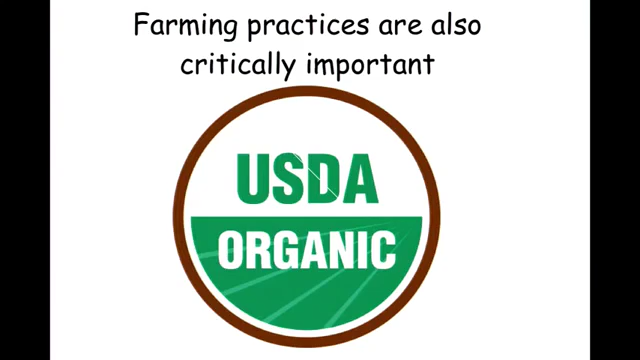 Farming practices are also
critically important
USDA
ORGANIC